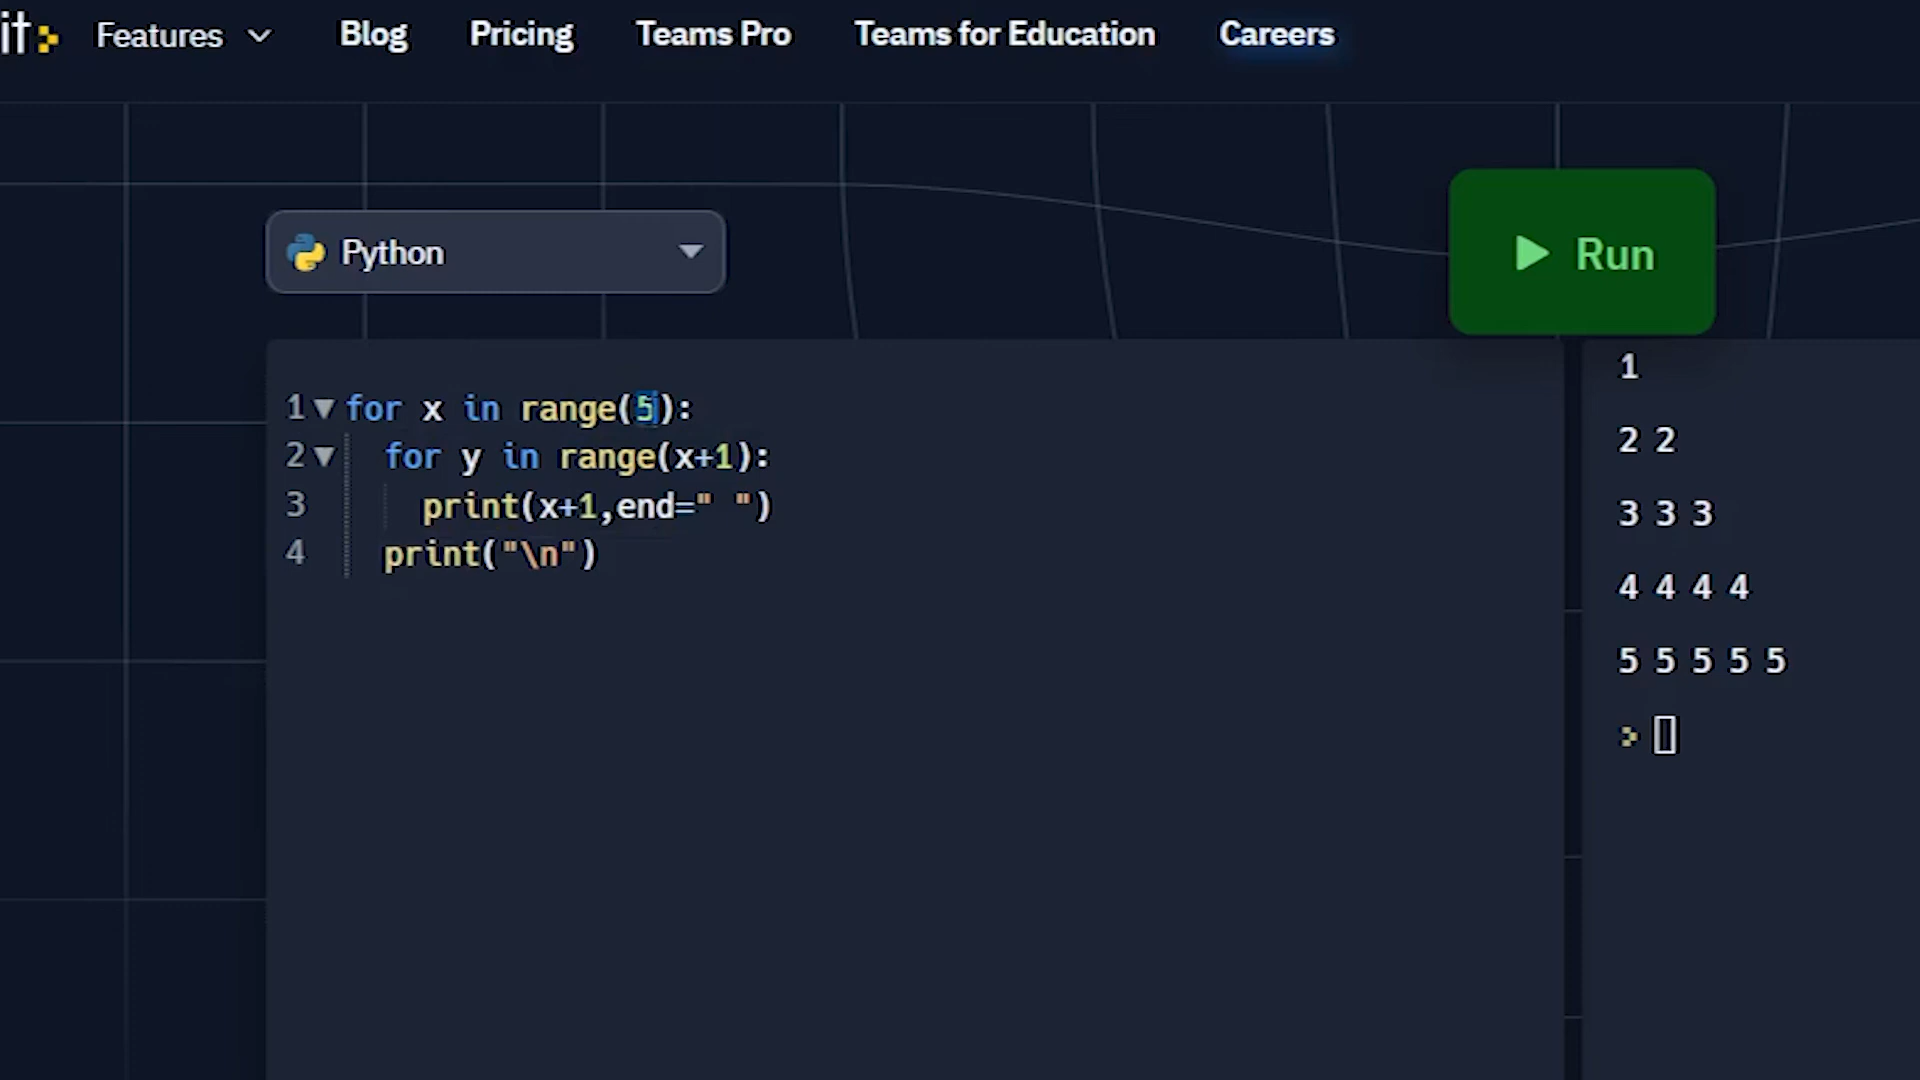 it Features Blog Pricing Teams Pro Teams for Education Careers
Python
Run
1 for x in range(5):
2 for y in range(x+1):
3 print(x+1,end=" ")
4 print("\n")
1
2 2
3 3 3
4 4 4 4
5 5 5 5 5
>